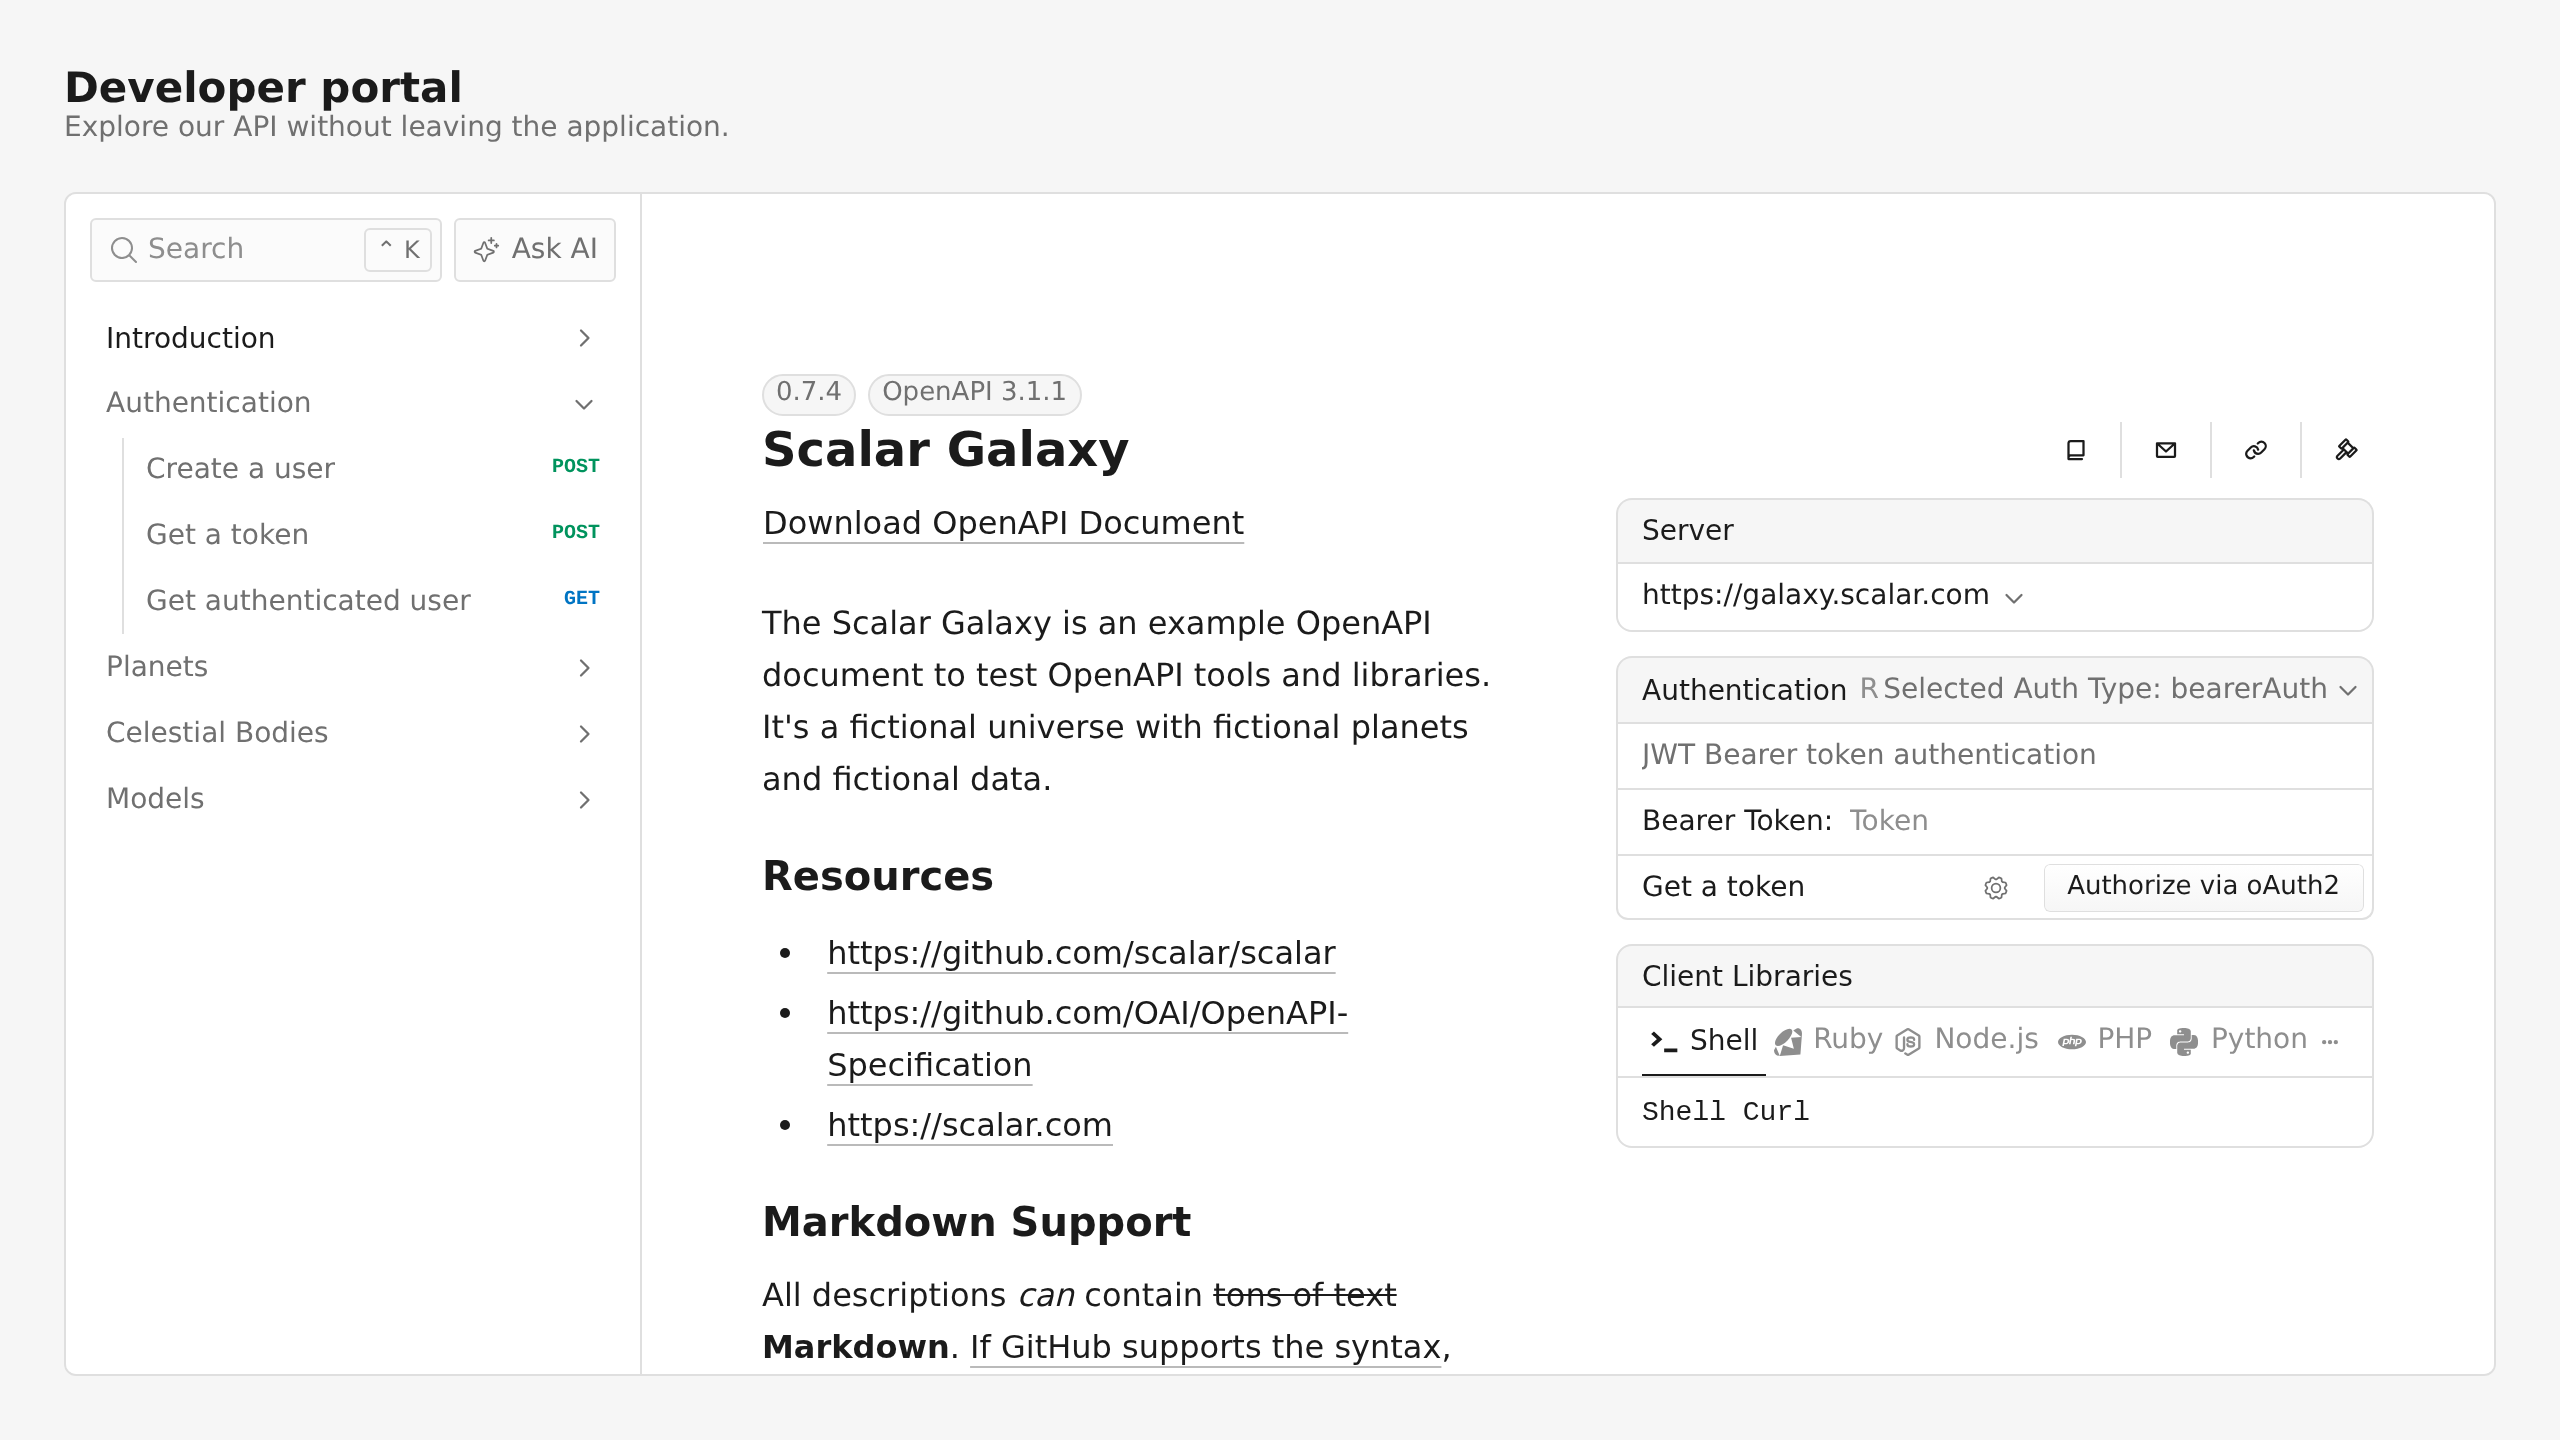 Developer portal
Explore our API without leaving the application.
Search
⌃ K
Ask AI
Introduction
Authentication
Create a user POST
Get a token POST
Get authenticated user GET
Planets
Celestial Bodies
Models
0.7.4 OpenAPI 3.1.1
Scalar Galaxy
Download OpenAPI Document
The Scalar Galaxy is an example OpenAPI
document to test OpenAPI tools and libraries.
It's a fictional universe with fictional planets
and fictional data.
Resources
• https://github.com/scalar/scalar
• https://github.com/OAI/OpenAPI-
Specification
• https://scalar.com
Markdown Support
All descriptions can contain tons of text
Markdown. If GitHub supports the syntax,
Server
https://galaxy.scalar.com
Authentication R Selected Auth Type: bearerAuth
JWT Bearer token authentication
Bearer Token: Token
Get a token Authorize via oAuth2
Client Libraries
Shell Ruby Node.js PHP Python
Shell Curl